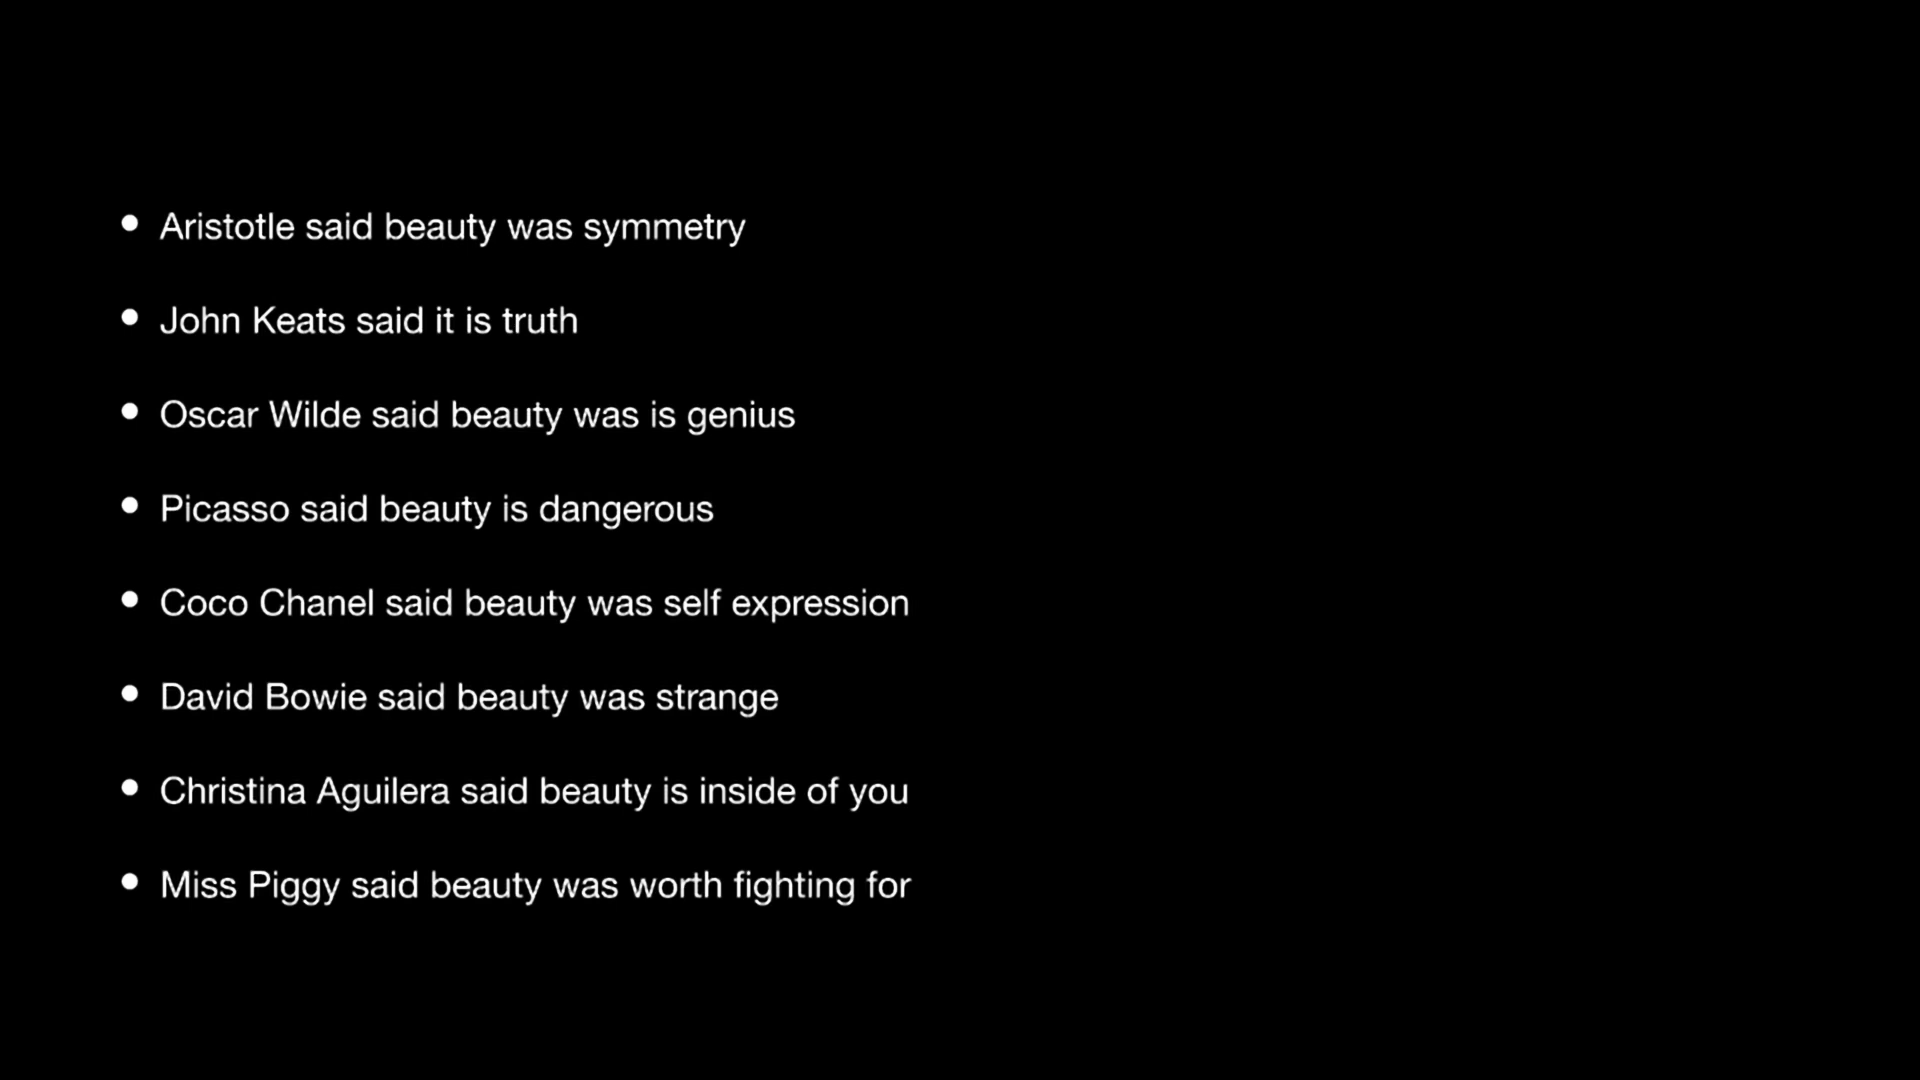 • Aristotle said beauty was symmetry
• John Keats said it is truth
• Oscar Wilde said beauty was is genius
• Picasso said beauty is dangerous
• Coco Chanel said beauty was self expression
• David Bowie said beauty was strange
• Christina Aguilera said beauty is inside of you
• Miss Piggy said beauty was worth fighting for